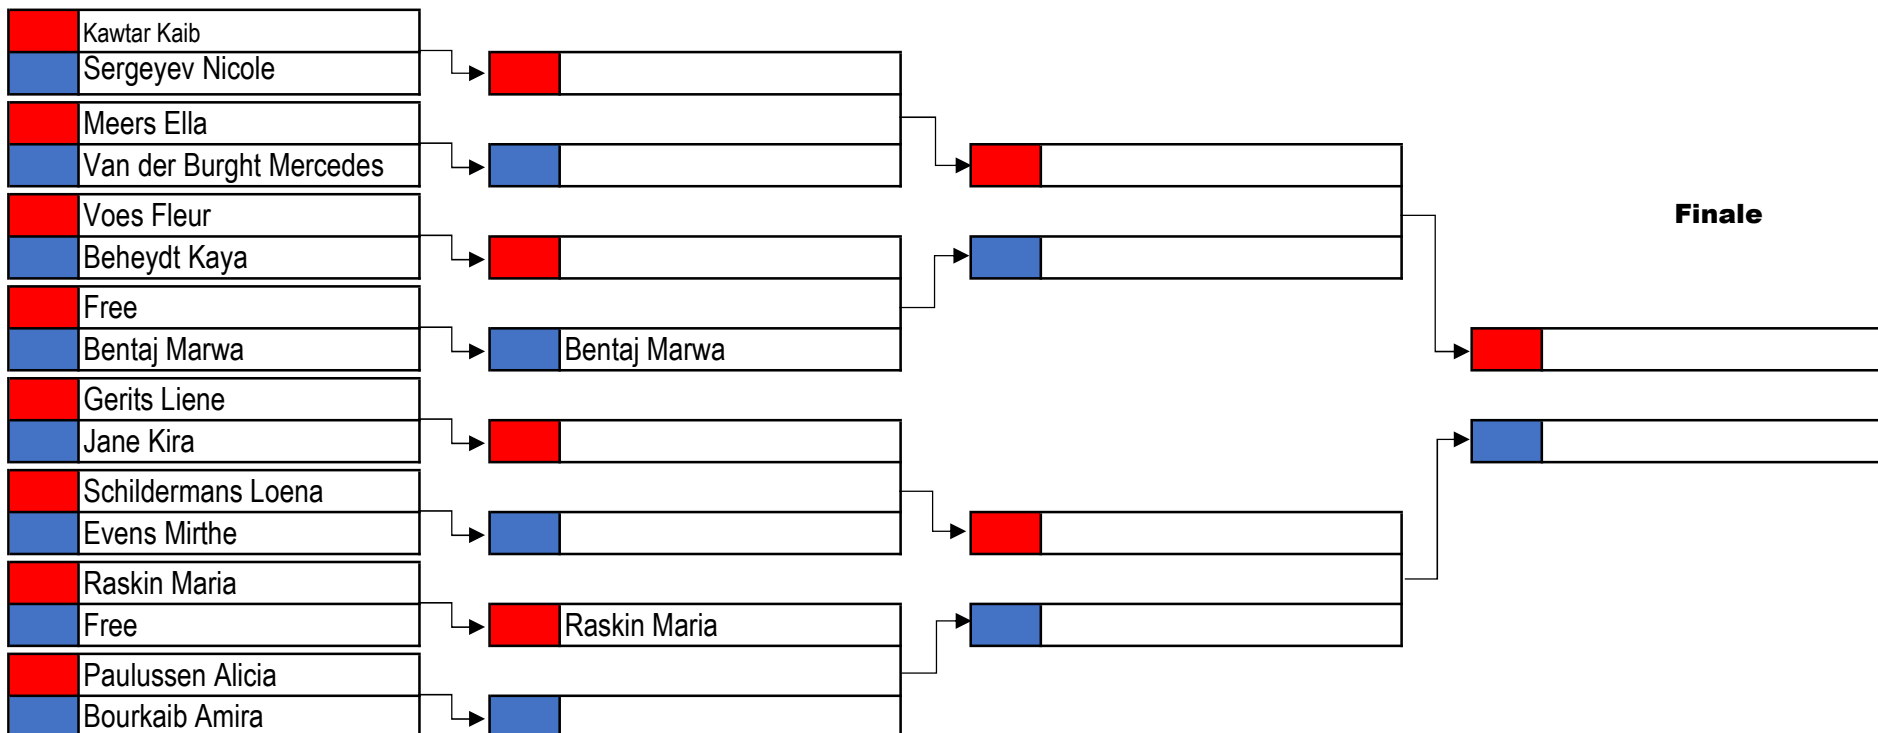 Kawtar Kaib
Sergeyev Nicole
Meers Ella
Van der Burght Mercedes
Voes Fleur
Beheydt Kaya
Free
Bentaj Marwa
Gerits Liene
Jane Kira
Schildermans Loena
Evens Mirthe
Raskin Maria
Free
Paulussen Alicia
Bourkaib Amira
Bentaj Marwa
Raskin Maria
Finale